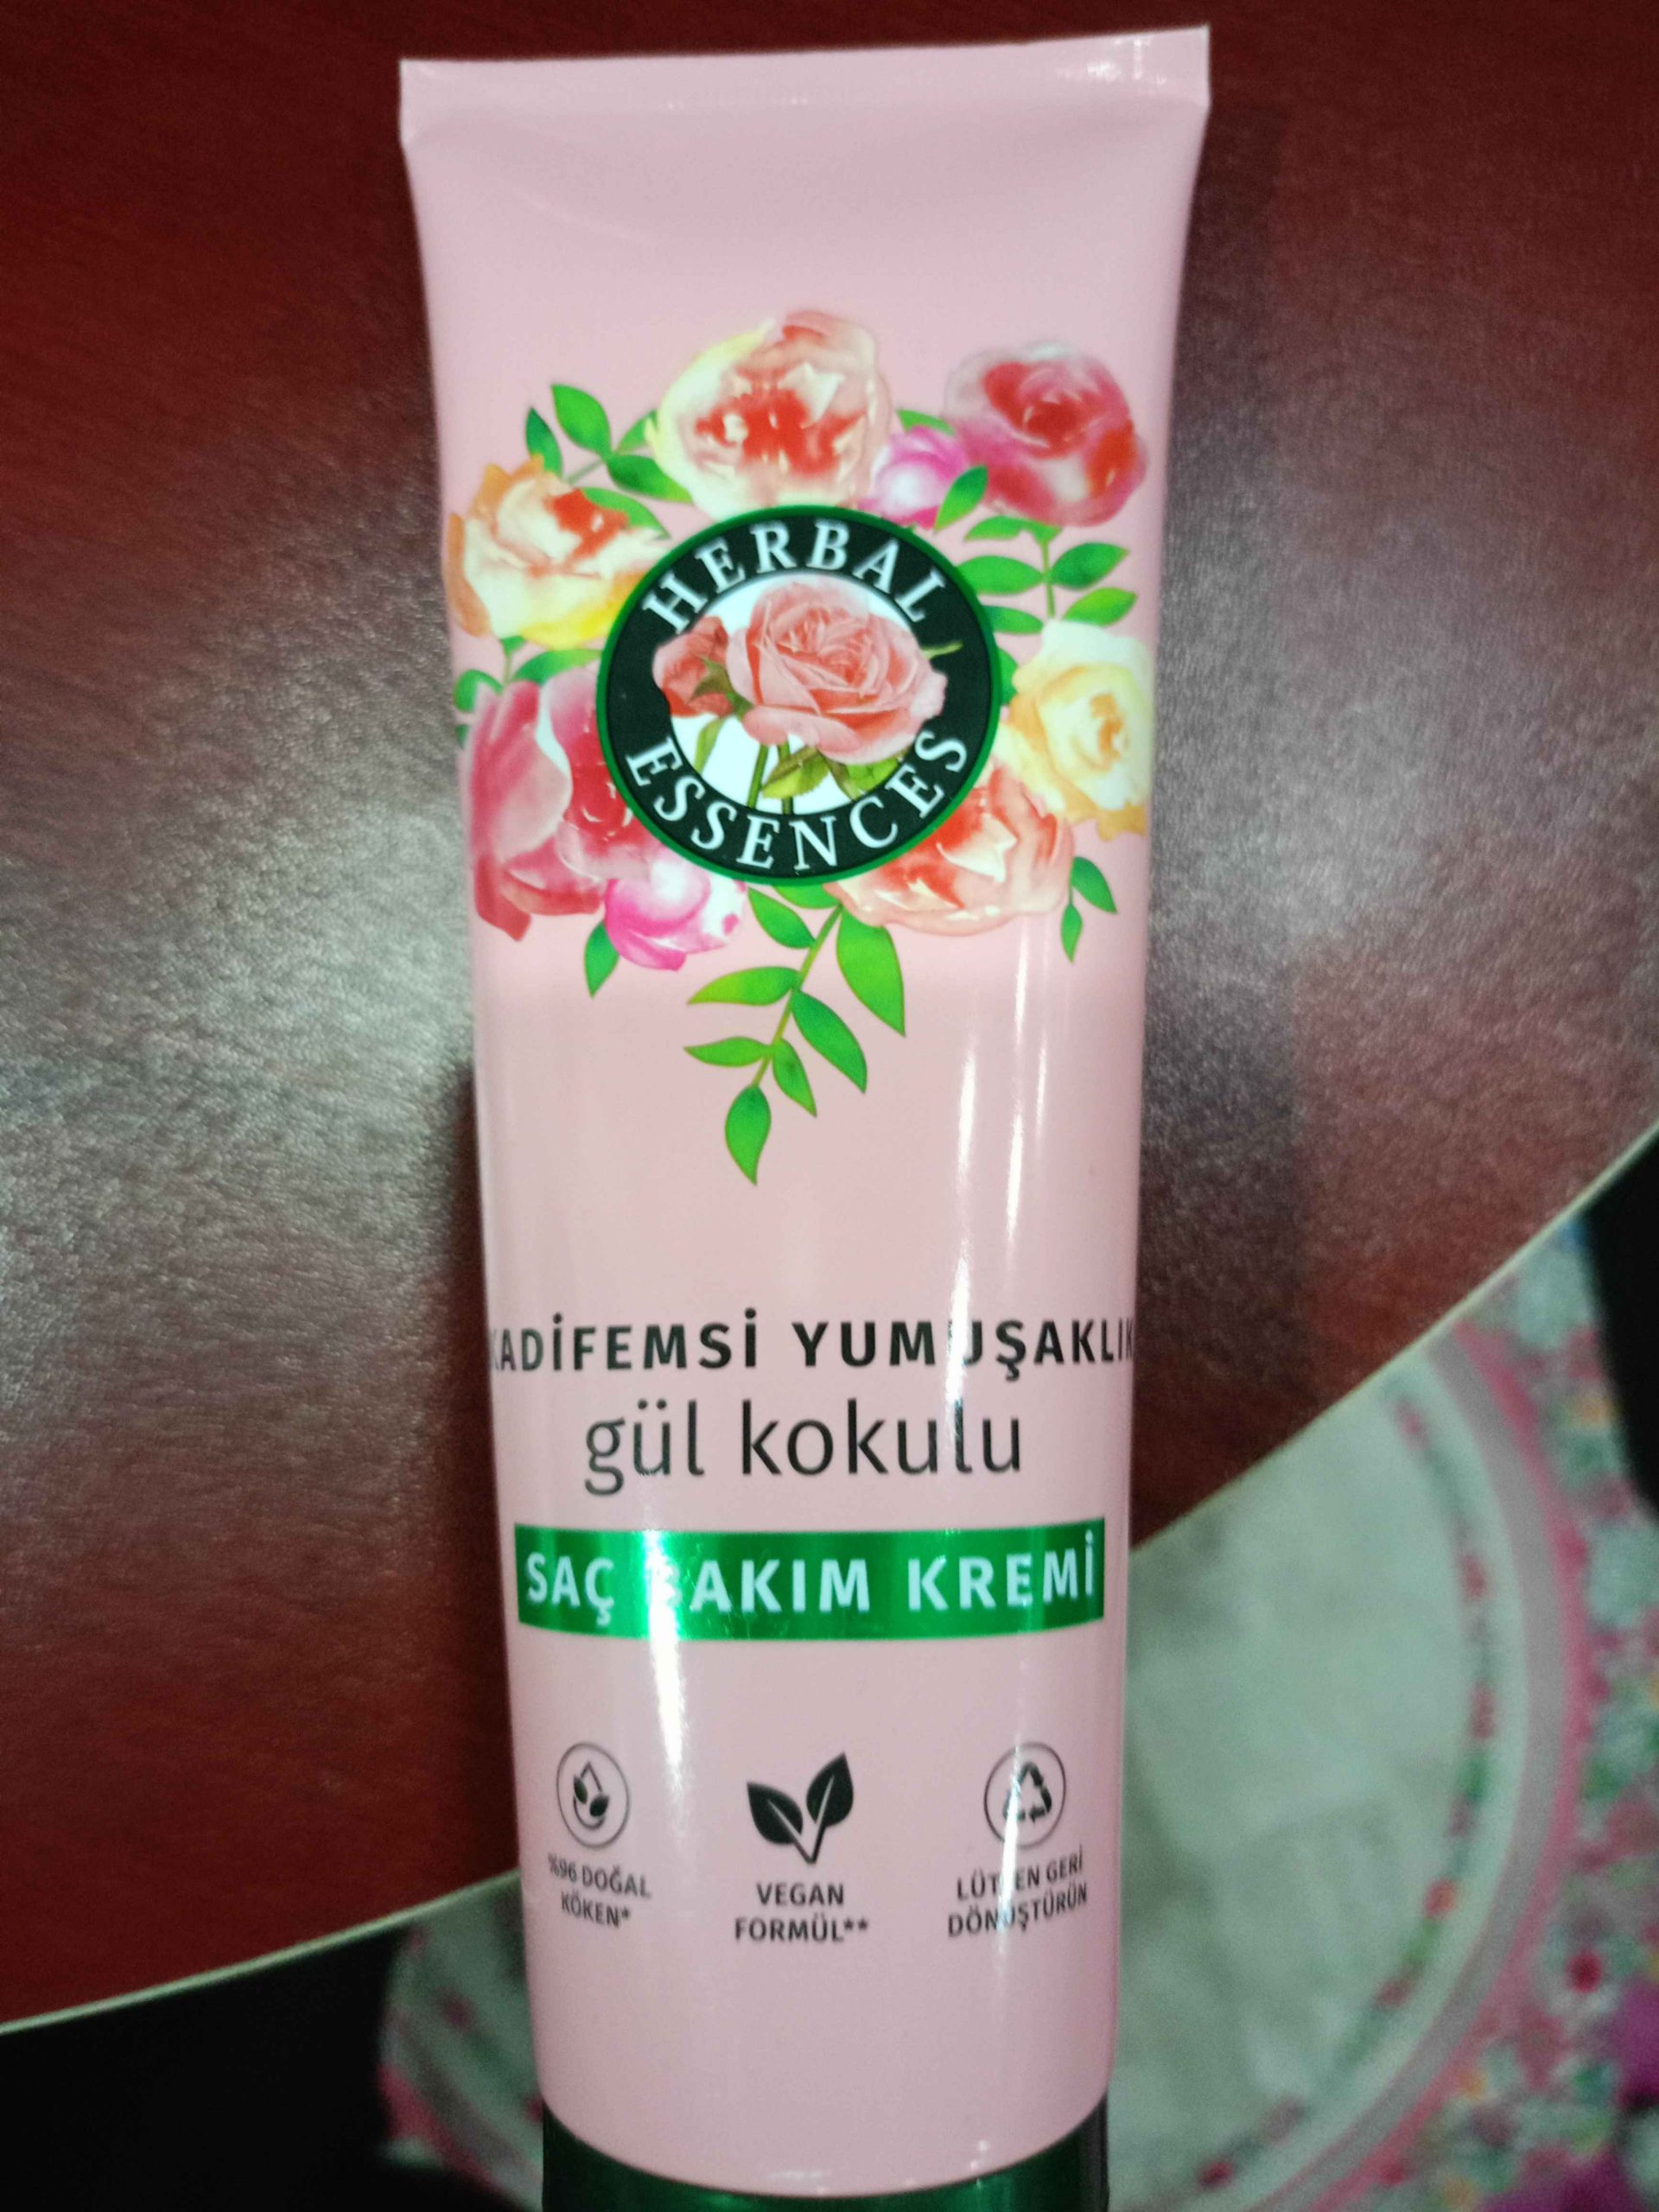 HERBAL
ESSENCES
KADİFEMSİ YUMUŞAKLIK
gül kokulu
SAÇ BAKIM KREMİ
%96 DOĞAL
KÖKEN*
VEGAN
FORMÜL**
LÜTFEN GERİ
DÖNÜŞTÜRÜN